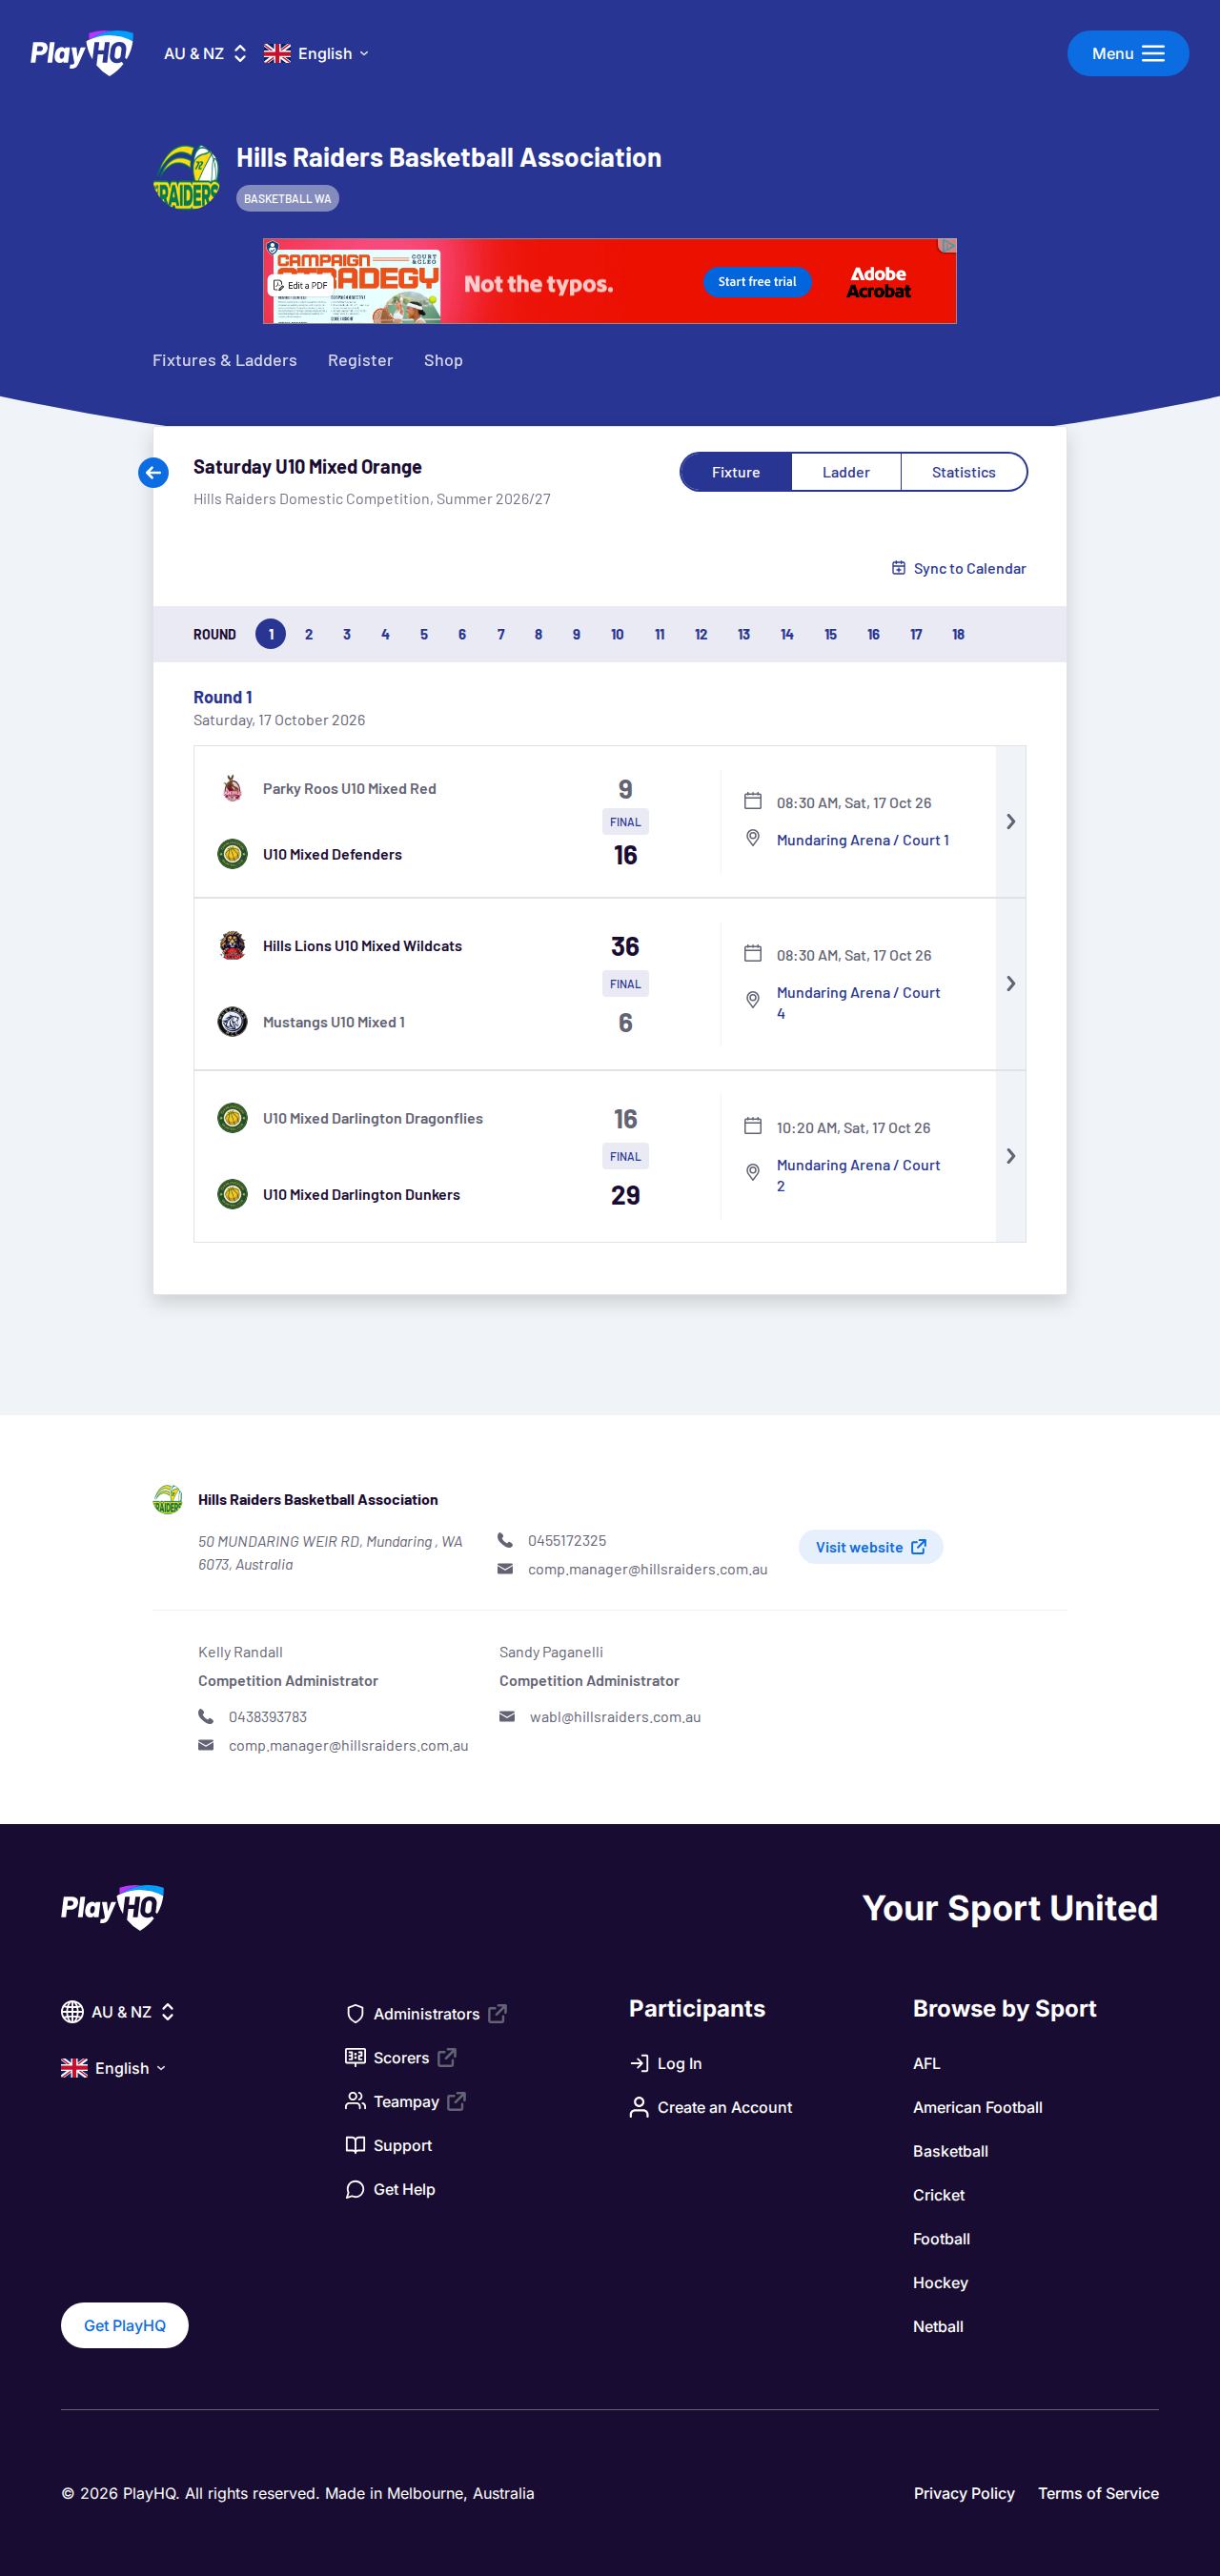 PlayHQ AU & NZ English Menu
Hills Raiders Basketball Association
BASKETBALL WA
RAIDERS
CAMPAIGN
STRADEGY
COURT & CLEO
Edit a PDF
Not the typos.
Start free trial
Adobe
Acrobat
Fixtures & Ladders Register Shop
Saturday U10 Mixed Orange
Fixture Ladder Statistics
Hills Raiders Domestic Competition, Summer 2026/27
Sync to Calendar
ROUND 1 2 3 4 5 6 7 8 9 10 11 12 13 14 15 16 17 18
Round 1
Saturday, 17 October 2026
Parky Roos U10 Mixed Red 9
FINAL
U10 Mixed Defenders 16
08:30 AM, Sat, 17 Oct 26
Mundaring Arena / Court 1
Hills Lions U10 Mixed Wildcats 36
FINAL
Mustangs U10 Mixed 1 6
08:30 AM, Sat, 17 Oct 26
Mundaring Arena / Court
4
U10 Mixed Darlington Dragonflies 16
FINAL
U10 Mixed Darlington Dunkers 29
10:20 AM, Sat, 17 Oct 26
Mundaring Arena / Court
2
RAIDERS
Hills Raiders Basketball Association
50 MUNDARING WEIR RD, Mundaring , WA
6073, Australia
0455172325
comp.manager@hillsraiders.com.au
Visit website
Kelly Randall
Competition Administrator
0438393783
comp.manager@hillsraiders.com.au
Sandy Paganelli
Competition Administrator
wabl@hillsraiders.com.au
PlayHQ
Your Sport United
AU & NZ
English
Administrators
Scorers
Teampay
Support
Get Help
Participants
Log In
Create an Account
Browse by Sport
AFL
American Football
Basketball
Cricket
Football
Hockey
Netball
Get PlayHQ
© 2026 PlayHQ. All rights reserved. Made in Melbourne, Australia
Privacy Policy Terms of Service